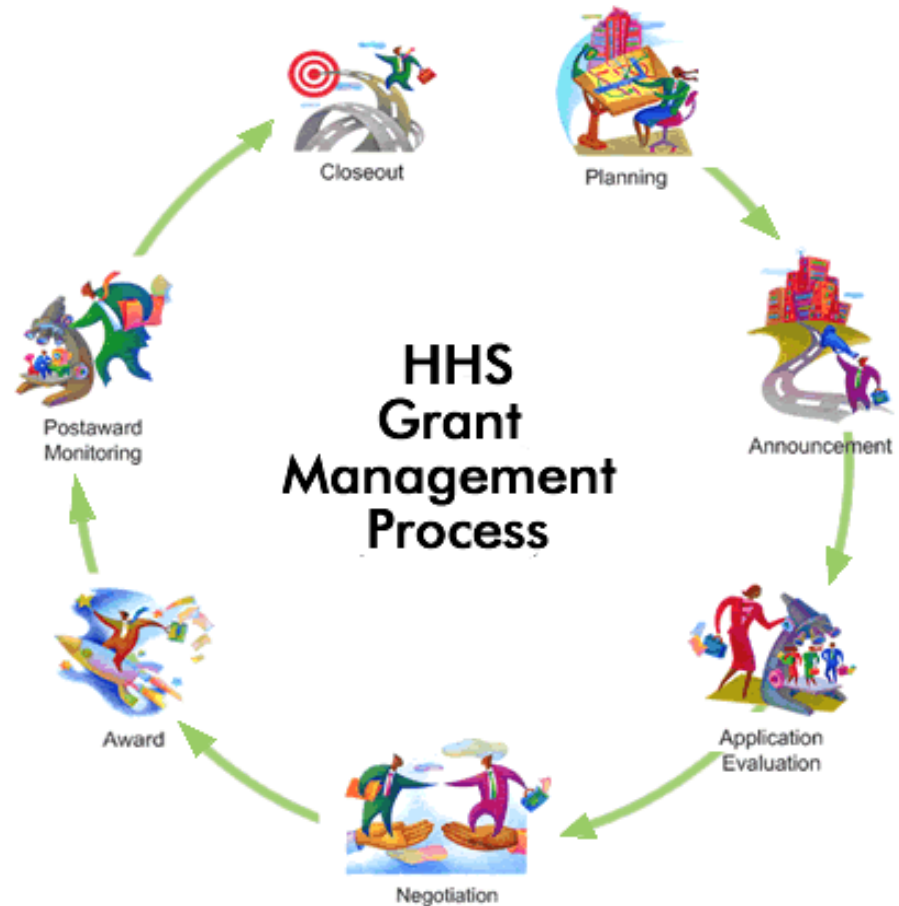 Closeout
Planning
Announcement
Application
Evaluation
Negotiation
Award
Postaward
Monitoring
HHS
Grant
Management
Process